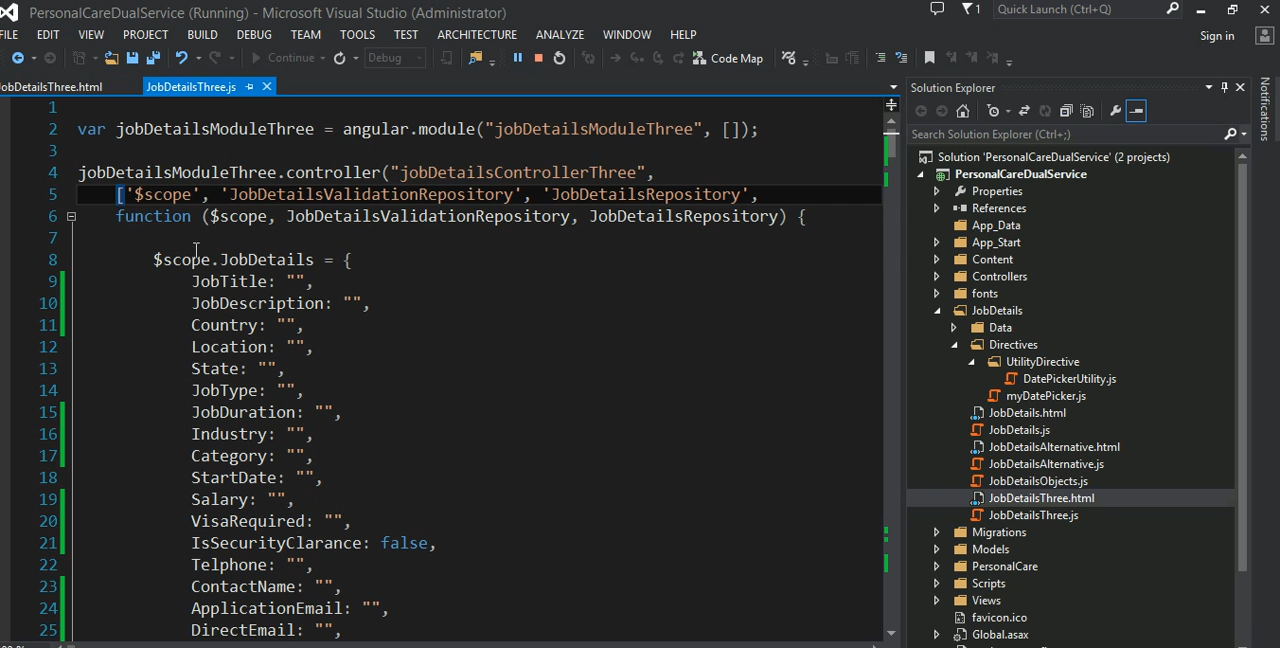 PersonalCareDualService (Running) - Microsoft Visual Studio (Administrator)
1
Quick Launch (Ctrl+Q)
FILE EDIT VIEW PROJECT BUILD DEBUG TEAM TOOLS TEST ARCHITECTURE ANALYZE WINDOW HELP
Sign in
Continue Debug Code Map
JobDetailsThree.html JobDetailsThree.js
1
2 var jobDetailsModuleThree = angular.module("jobDetailsModuleThree", []);
3
4 jobDetailsModuleThree.controller("jobDetailsControllerThree",
5 ['$scope', 'JobDetailsValidationRepository', 'JobDetailsRepository',
6 function ($scope, JobDetailsValidationRepository, JobDetailsRepository) {
7
8 $scope.JobDetails = {
9 JobTitle: "",
10 JobDescription: "",
11 Country: "",
12 Location: "",
13 State: "",
14 JobType: "",
15 JobDuration: "",
16 Industry: "",
17 Category: "",
18 StartDate: "",
19 Salary: "",
20 VisaRequired: "",
21 IsSecurityClarance: false,
22 Telphone: "",
23 ContactName: "",
24 ApplicationEmail: "",
25 DirectEmail: "",
Solution Explorer
Search Solution Explorer (Ctrl+;)
Solution 'PersonalCareDualService' (2 projects)
PersonalCareDualService
Properties
References
App_Data
App_Start
Content
Controllers
fonts
JobDetails
Data
Directives
UtilityDirective
DatePickerUtility.js
myDatePicker.js
JobDetails.html
JobDetails.js
JobDetailsAlternative.html
JobDetailsAlternative.js
JobDetailsObjects.js
JobDetailsThree.html
JobDetailsThree.js
Migrations
Models
PersonalCare
Scripts
Views
favicon.ico
Global.asax
Notifications